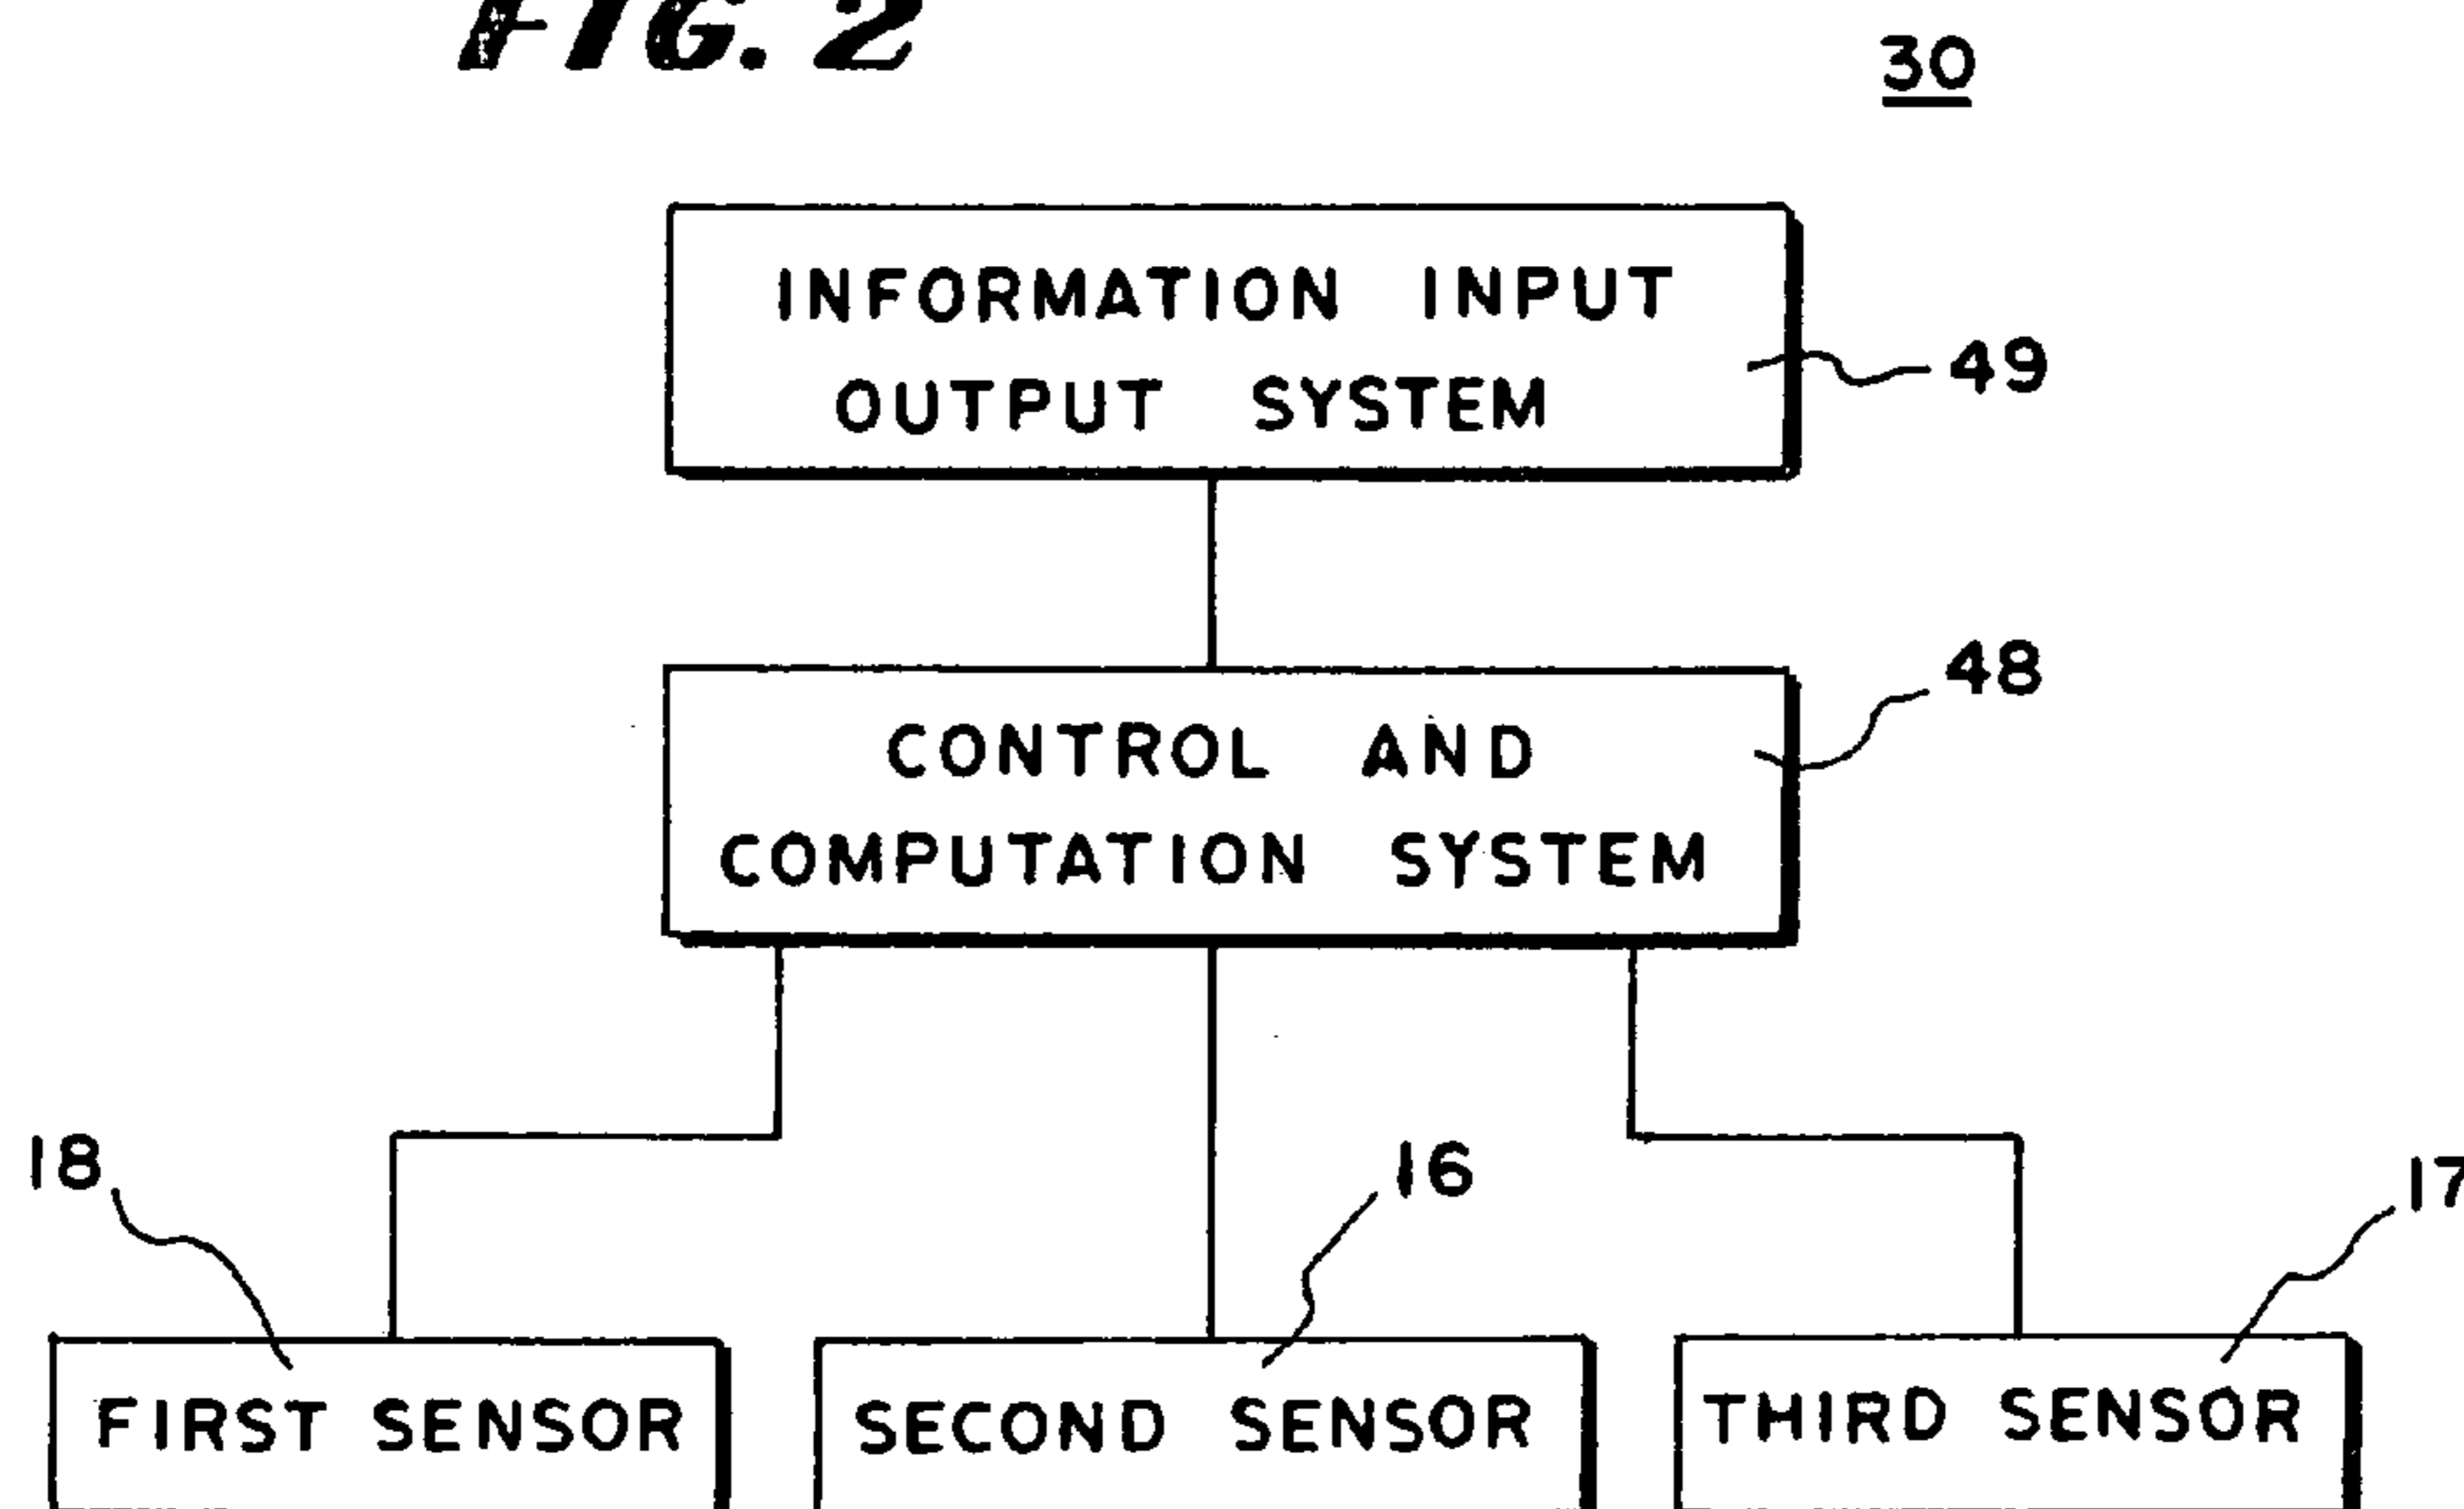 FIG. 2
30
INFORMATION INPUT
OUTPUT SYSTEM
49
48
CONTROL AND
COMPUTATION SYSTEM
18
16
17
FIRST SENSOR
SECOND SENSOR
THIRD SENSOR